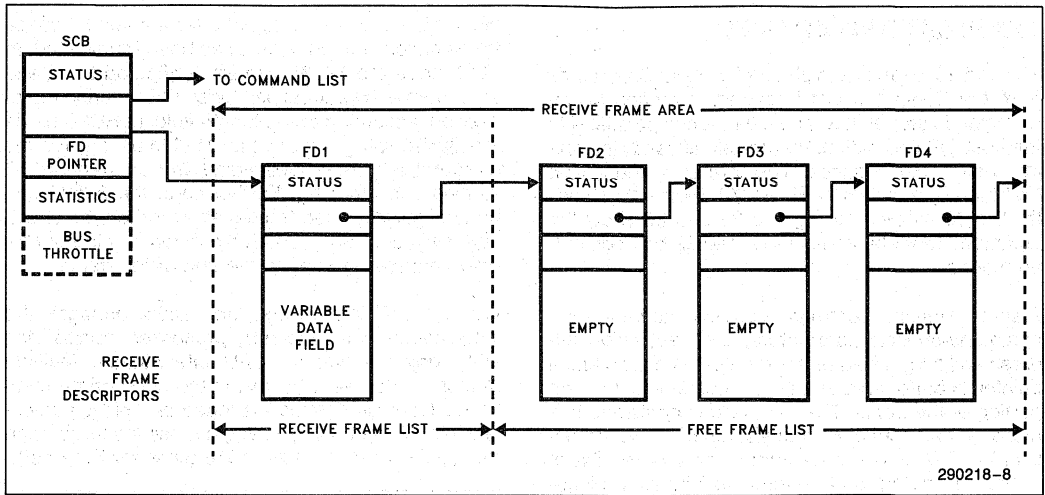 SCB
STATUS
TO COMMAND LIST
RECEIVE FRAME AREA
FD
POINTER
STATISTICS
BUS
THROTTLE
FD1
STATUS
VARIABLE
DATA
FIELD
FD2
STATUS
EMPTY
FD3
STATUS
EMPTY
FD4
STATUS
EMPTY
RECEIVE
FRAME
DESCRIPTORS
RECEIVE FRAME LIST
FREE FRAME LIST
290218-8